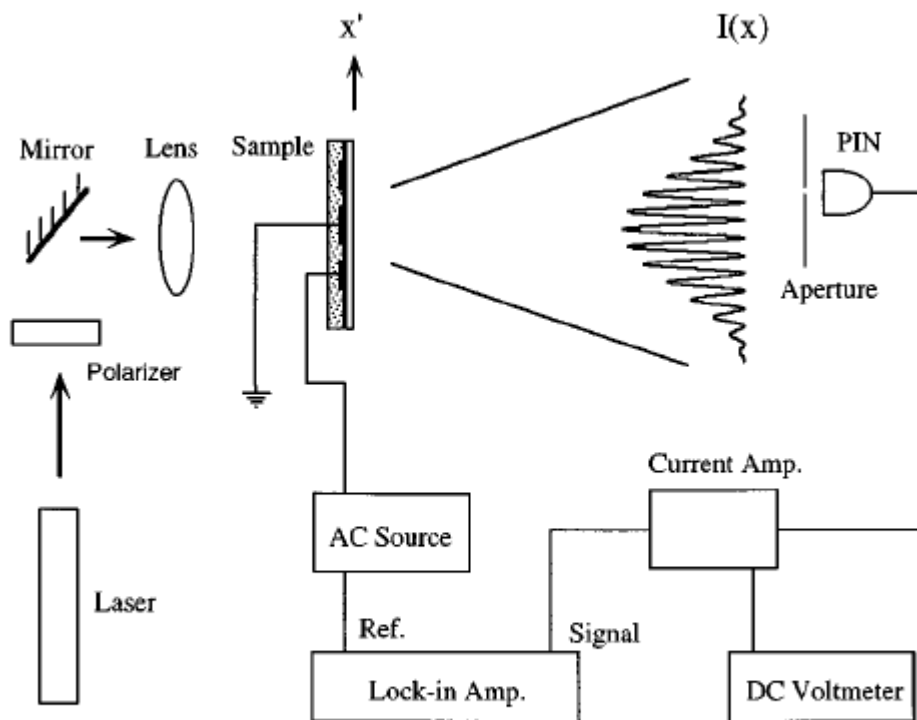 x'
I(x)
Mirror
Lens
Sample
PIN
Aperture
Polarizer
Current Amp.
AC Source
Laser
Ref.
Signal
Lock-in Amp.
DC Voltmeter